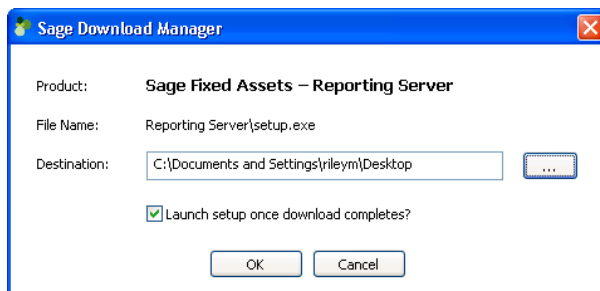 Sage Download Manager
Product: Sage Fixed Assets – Reporting Server
File Name: Reporting Server\setup.exe
Destination: C:\Documents and Settings\rileym\Desktop ...
Launch setup once download completes?
OK Cancel